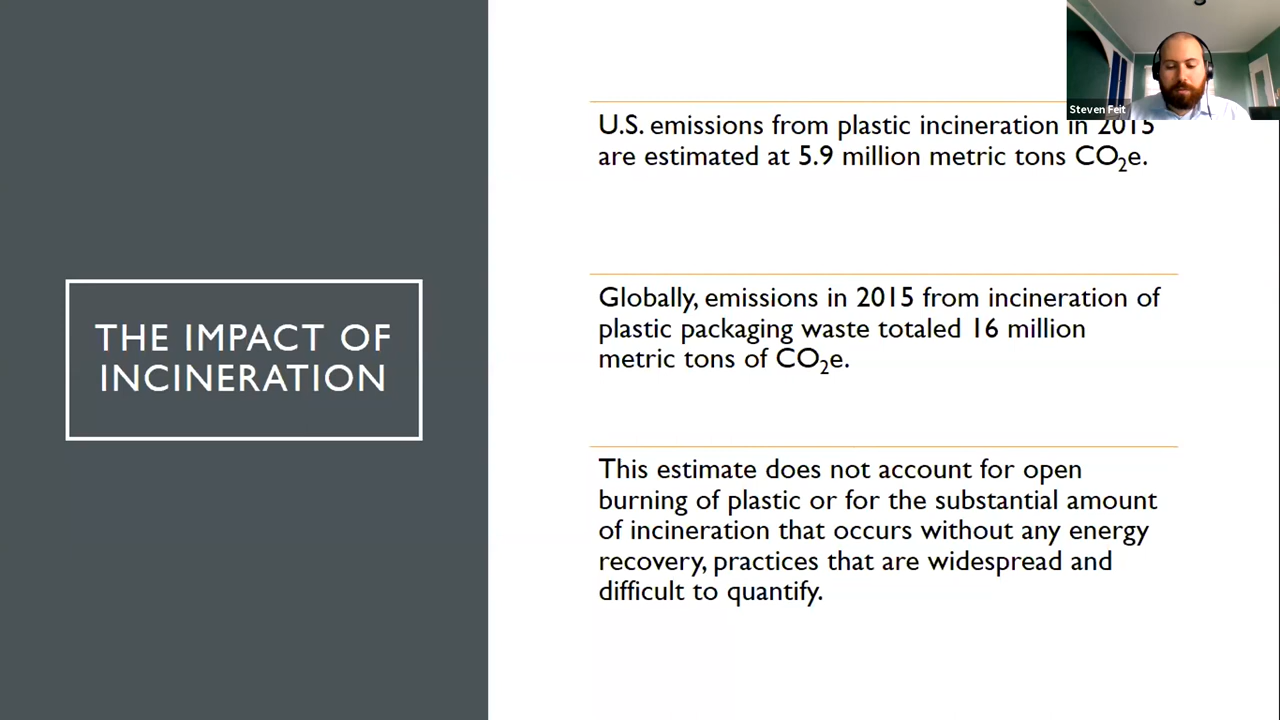 THE IMPACT OF
INCINERATION
Steven Feit
U.S. emissions from plastic incineration in 2015
are estimated at 5.9 million metric tons CO₂e.
Globally, emissions in 2015 from incineration of
plastic packaging waste totaled 16 million
metric tons of CO₂e.
This estimate does not account for open
burning of plastic or for the substantial amount
of incineration that occurs without any energy
recovery, practices that are widespread and
difficult to quantify.